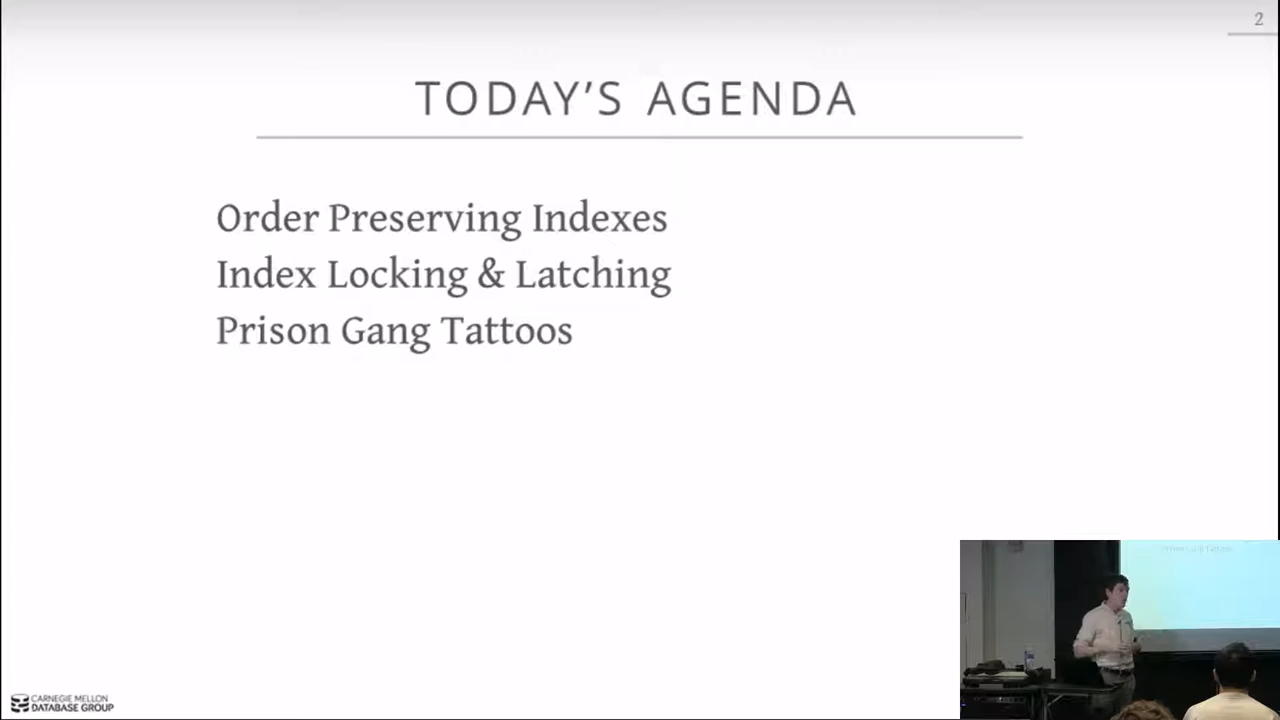 2
TODAY'S AGENDA
Order Preserving Indexes
Index Locking & Latching
Prison Gang Tattoos
CARNEGIE MELLON
DATABASE GROUP